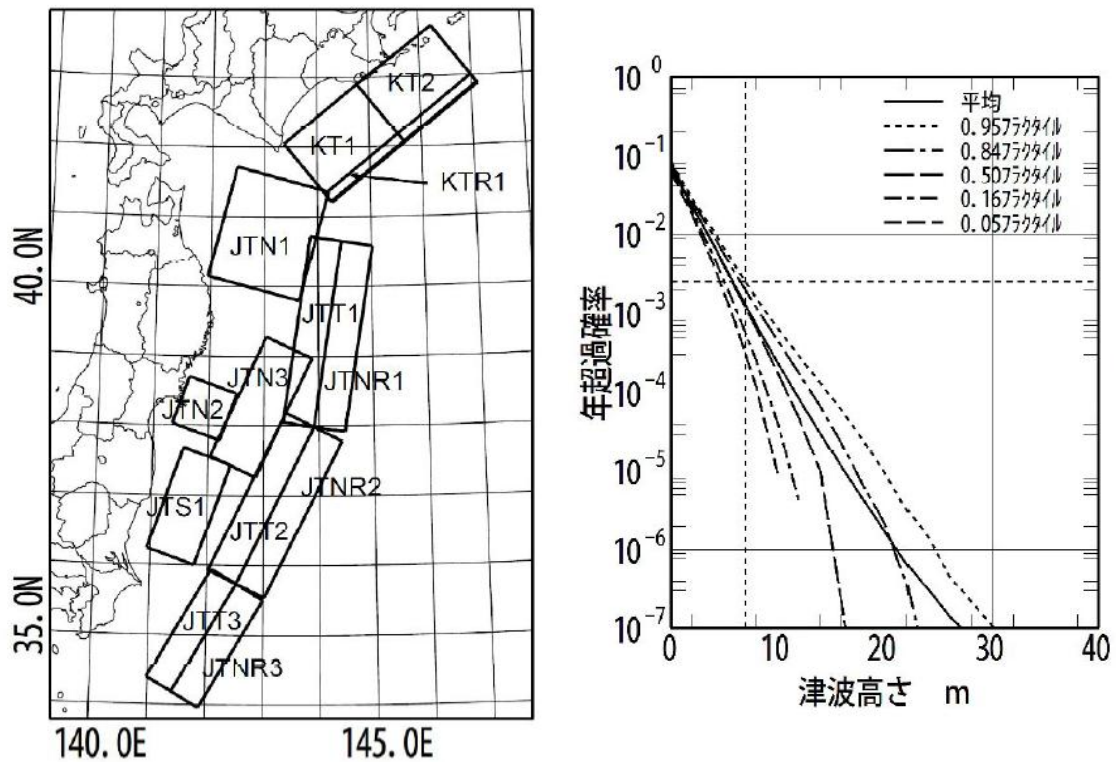 KT2
KT1
KTR1
JTN1
JTT1
JTN3
JTNR1
JTN2
JTNR2
JTS1
JTT2
JTT3
JTNR3
40.0N
35.0N
140.0E
145.0E
10⁰
10⁻¹
10⁻²
10⁻³
10⁻⁴
10⁻⁵
10⁻⁶
10⁻⁷
年超過確率
平均
0.95フラクタイル
0.84フラクタイル
0.50フラクタイル
0.16フラクタイル
0.05フラクタイル
0
10
20
30
40
津波高さ m